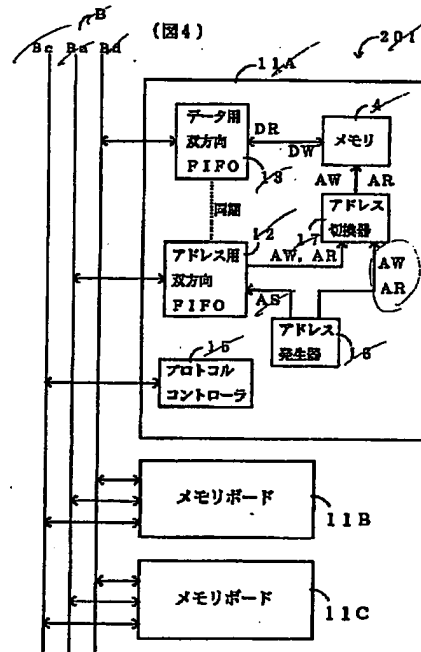 B
(図4)
Bc Ba Bd
201
11A
データ用
双方向
FIFO
13
DR
DW
4
メモリ
AW AR
同期
12
17
アドレス
切換器
アドレス用
双方向
FIFO
AW, AR
AW
AR
AS
アドレス
発生器
16
15
プロトコル
コントローラ
メモリボード
11B
メモリボード
11C